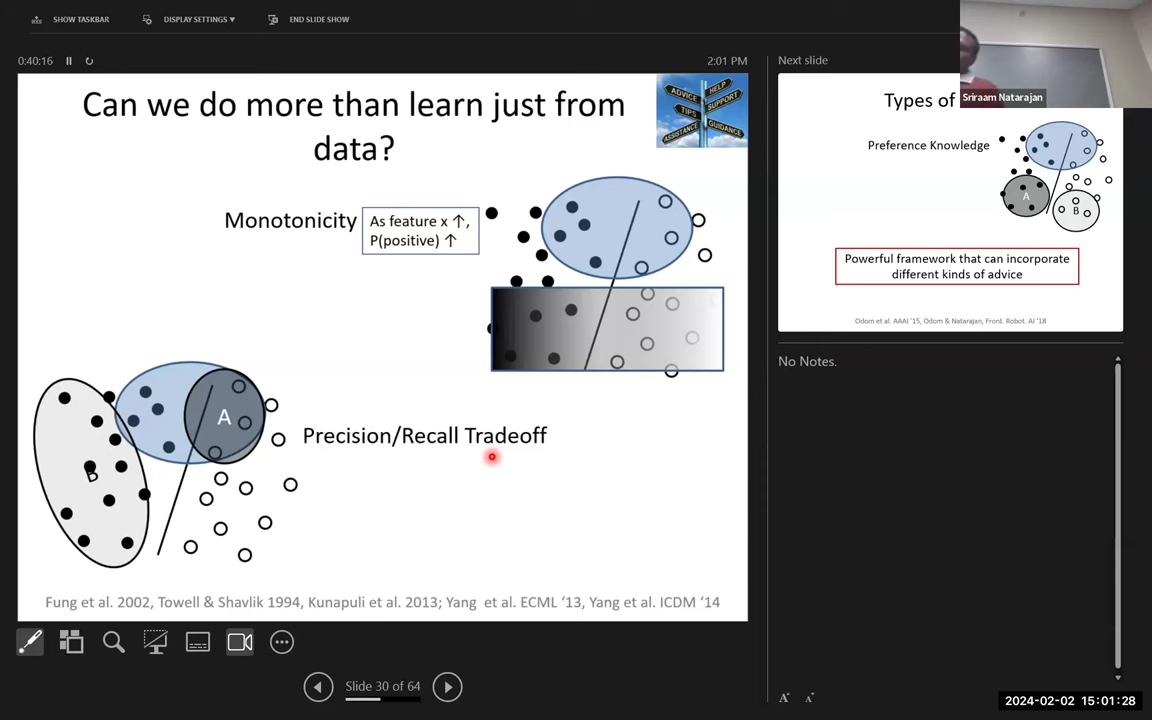 SHOW TASKBAR
DISPLAY SETTINGS ▼
END SLIDE SHOW
0:40:16
2:01 PM
Next slide
Sriraam Natarajan
Can we do more than learn just from
data?
ADVICE
HELP
TIPS
SUPPORT
ASSISTANCE
GUIDANCE
Monotonicity
As feature x ↑,
P(positive) ↑
A
B
Precision/Recall Tradeoff
Fung et al. 2002, Towell & Shavlik 1994, Kunapuli et al. 2013; Yang et al. ECML ‘13, Yang et al. ICDM ‘14
Types of
Preference Knowledge
A
B
Powerful framework that can incorporate
different kinds of advice
Odom et al. AAAI ’15, Odom & Natarajan, Front. Robot. AI ’18
No Notes.
Slide 30 of 64
A A
2024-02-02 15:01:28